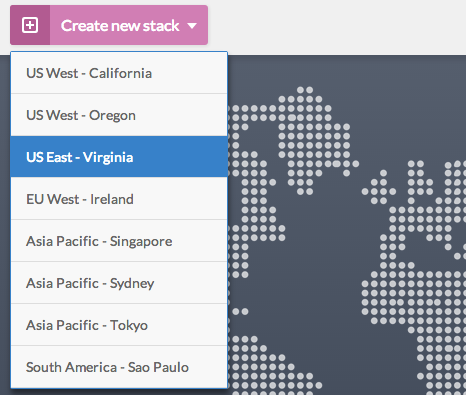 Create new stack
US West - California
US West - Oregon
US East - Virginia
EU West - Ireland
Asia Pacific - Singapore
Asia Pacific - Sydney
Asia Pacific - Tokyo
South America - Sao Paulo